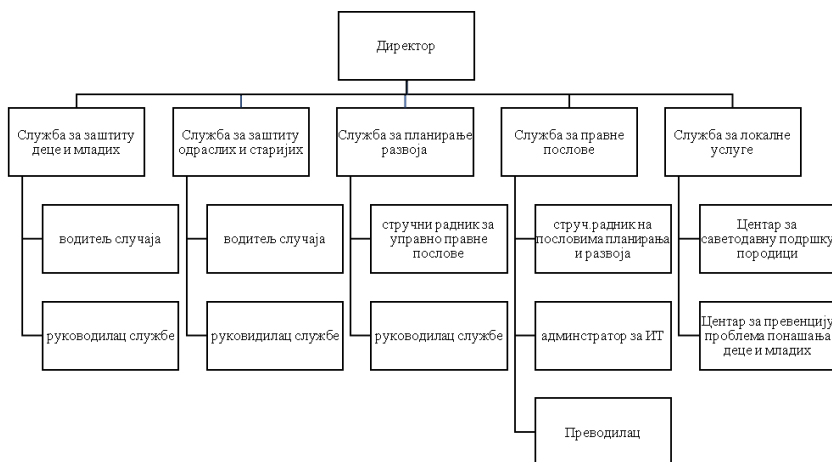 Директор
Служба за заштиту
деце и младих
Служба за заштиту
одраслих и старијих
Служба за планирање
развоја
Служба за правне
послове
Служба за локалне
услуге
водитељ случаја
водитељ случаја
стручни радник за
управно правне
послове
струч.радник на
пословима планирања
и развоја
Центар за
саветодавну подршку
породици
руководилац службе
руковидилац службе
руководилац службе
админстратор за ИТ
Центар за превенцију
проблема понашања
деце и младих
Преводилац